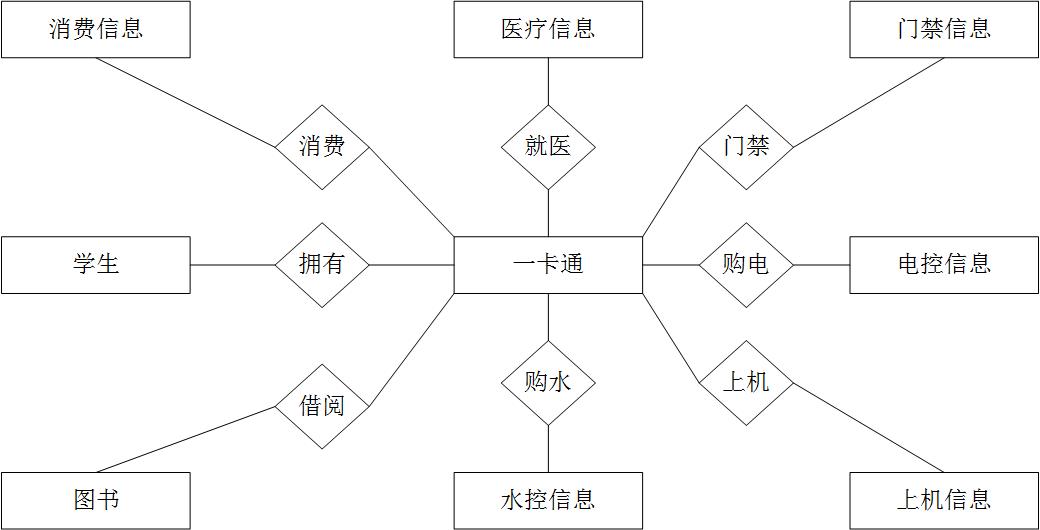 消费信息
医疗信息
门禁信息
消费
就医
门禁
学生
拥有
一卡通
购电
电控信息
借阅
购水
上机
图书
水控信息
上机信息